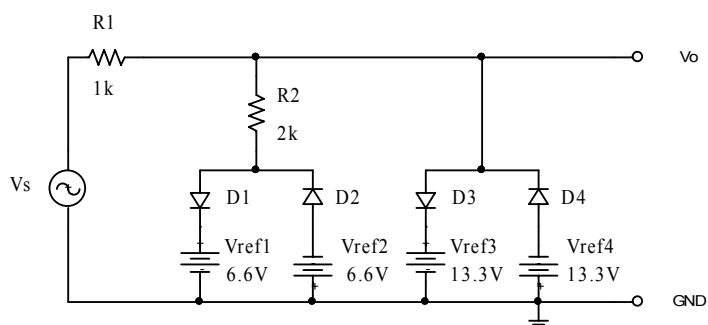 R1
1k
Vo
R2
2k
Vs
D1
D2
D3
D4
+
Vref1
6.6V
Vref2
6.6V
+
+
Vref3
13.3V
Vref4
13.3V
+
GND